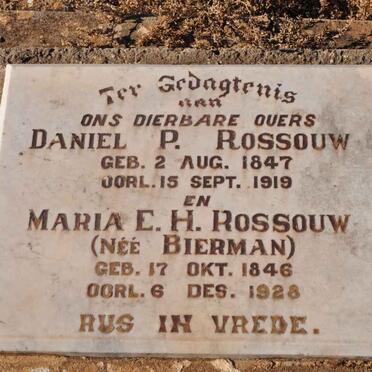 Ter Gedagtenis
aan
ONS DIERBARE OUERS
DANIEL P. ROSSOUW
GEB. 2 AUG. 1847
OORL. 15 SEPT. 1919
EN
MARIA E. H. ROSSOUW
(NÉÉ BIERMAN)
GEB. 17 OKT. 1846
OORL. 6 DES. 1928
RUS IN VREDE.